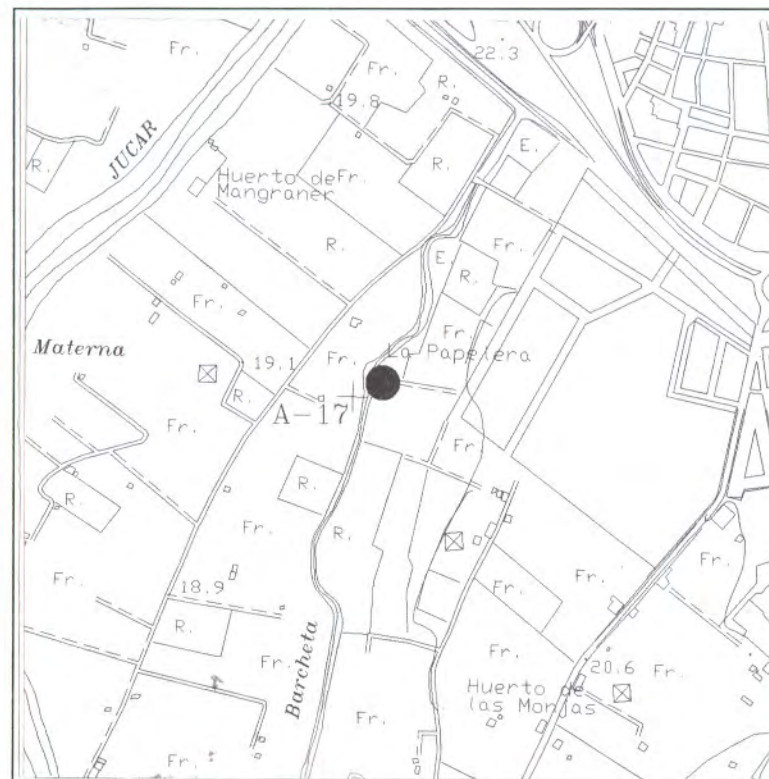 Fr.
22.3
Fr.
19.8
R.
JUCAR
E.
R.
R.
Huerto de Fr.
Mangraner
R.
Fr.
E.
R.
Fr.
Fr.
Materna
La Papelera
19.1
Fr.
R.
A-17
Fr.
Fr.
R.
R.
R.
Fr.
Fr.
Fr.
Fr.
18.9
R.
Barcheta
Fr.
Fr.
20.6 Fr.
Huerto de
las Monjas
Fr.
Fr.